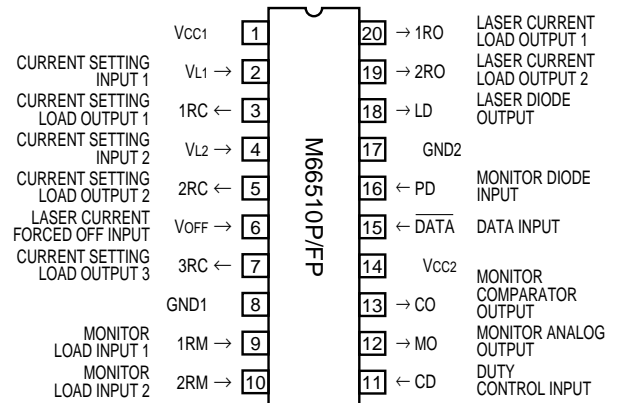 VCC1 1
CURRENT SETTING
INPUT 1 VL1 → 2
CURRENT SETTING
LOAD OUTPUT 1 1RC ← 3
CURRENT SETTING
INPUT 2 VL2 → 4
CURRENT SETTING
LOAD OUTPUT 2 2RC ← 5
LASER CURRENT
FORCED OFF INPUT VOFF → 6
CURRENT SETTING
LOAD OUTPUT 3 3RC ← 7
GND1 8
MONITOR
LOAD INPUT 1 1RM → 9
MONITOR
LOAD INPUT 2 2RM → 10
M66510P/FP
20 → 1RO LASER CURRENT
LOAD OUTPUT 1
19 → 2RO LASER CURRENT
LOAD OUTPUT 2
18 → LD LASER DIODE
OUTPUT
17 GND2
16 ← PD MONITOR DIODE
INPUT
15 ← D̅A̅T̅A̅ DATA INPUT
14 VCC2
13 → CO MONITOR
COMPARATOR
OUTPUT
12 → MO MONITOR ANALOG
OUTPUT
11 ← CD DUTY
CONTROL INPUT